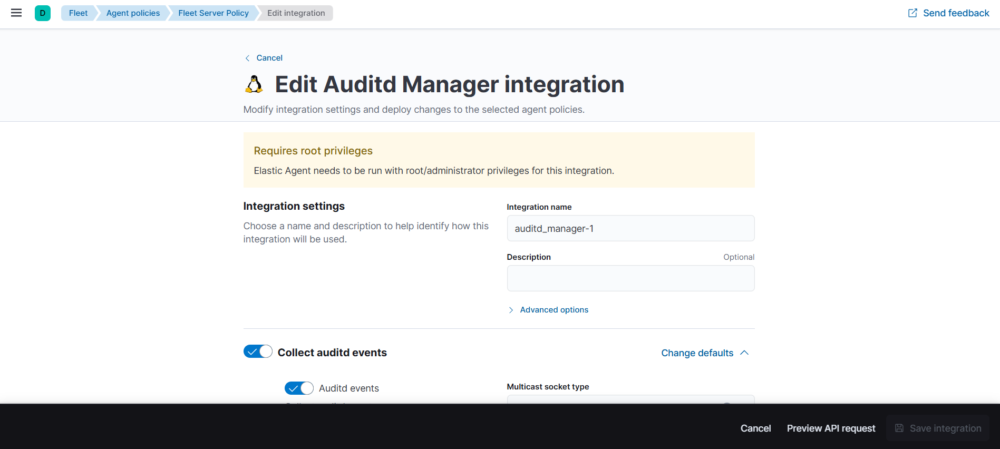 D
Fleet
Agent policies
Fleet Server Policy
Edit integration
Send feedback
Cancel
Edit Auditd Manager integration
Modify integration settings and deploy changes to the selected agent policies.
Requires root privileges
Elastic Agent needs to be run with root/administrator privileges for this integration.
Integration settings
Choose a name and description to help identify how this
integration will be used.
Integration name
auditd_manager-1
Description
Optional
Advanced options
Collect auditd events
Change defaults
Auditd events
Multicast socket type
Cancel
Preview API request
Save integration